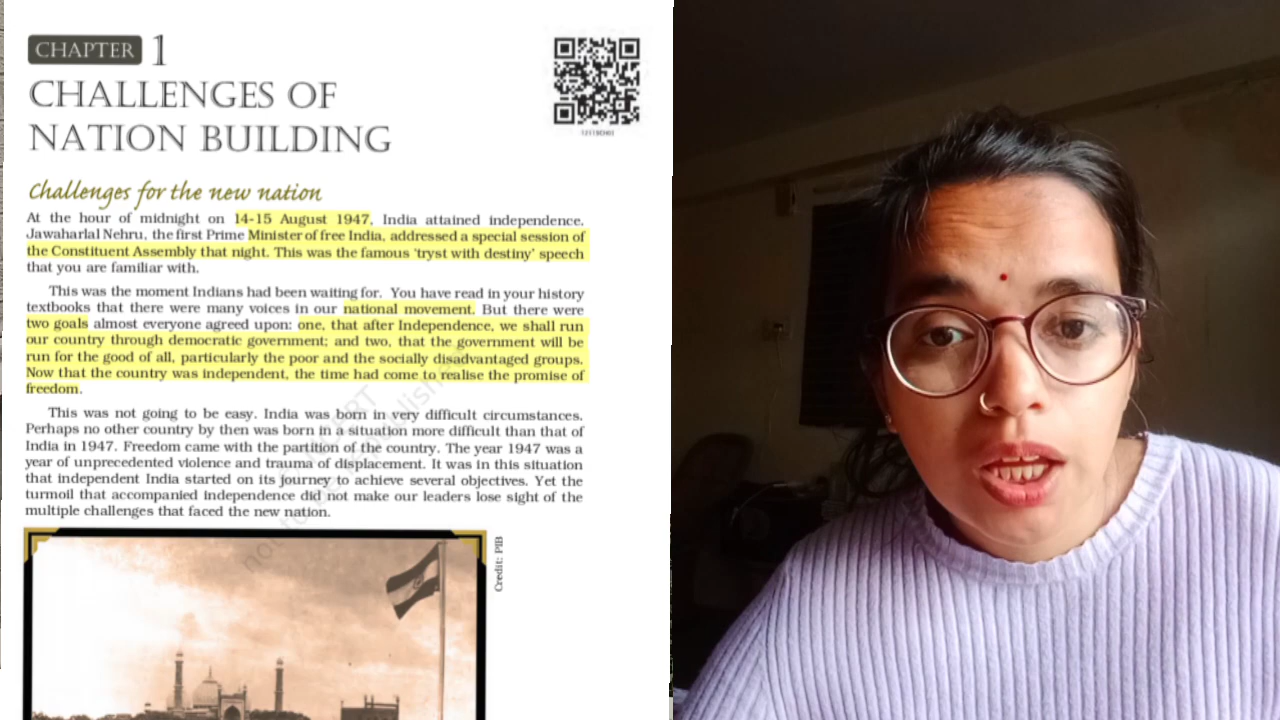 CHAPTER 1
CHALLENGES OF
NATION BUILDING
Challenges for the new nation
At the hour of midnight on 14-15 August 1947, India attained independence.
Jawaharlal Nehru, the first Prime Minister of free India, addressed a special session of
the Constituent Assembly that night. This was the famous 'tryst with destiny' speech
that you are familiar with.
This was the moment Indians had been waiting for. You have read in your history
textbooks that there were many voices in our national movement. But there were
two goals almost everyone agreed upon: one, that after Independence, we shall run
our country through democratic government; and two, that the government will be
run for the good of all, particularly the poor and the socially disadvantaged groups.
Now that the country was independent, the time had come to realise the promise of
freedom.
This was not going to be easy. India was born in very difficult circumstances.
Perhaps no other country by then was born in a situation more difficult than that of
India in 1947. Freedom came with the partition of the country. The year 1947 was a
year of unprecedented violence and trauma of displacement. It was in this situation
that independent India started on its journey to achieve several objectives. Yet the
turmoil that accompanied independence did not make our leaders lose sight of the
multiple challenges that faced the new nation.
Credit: PIB